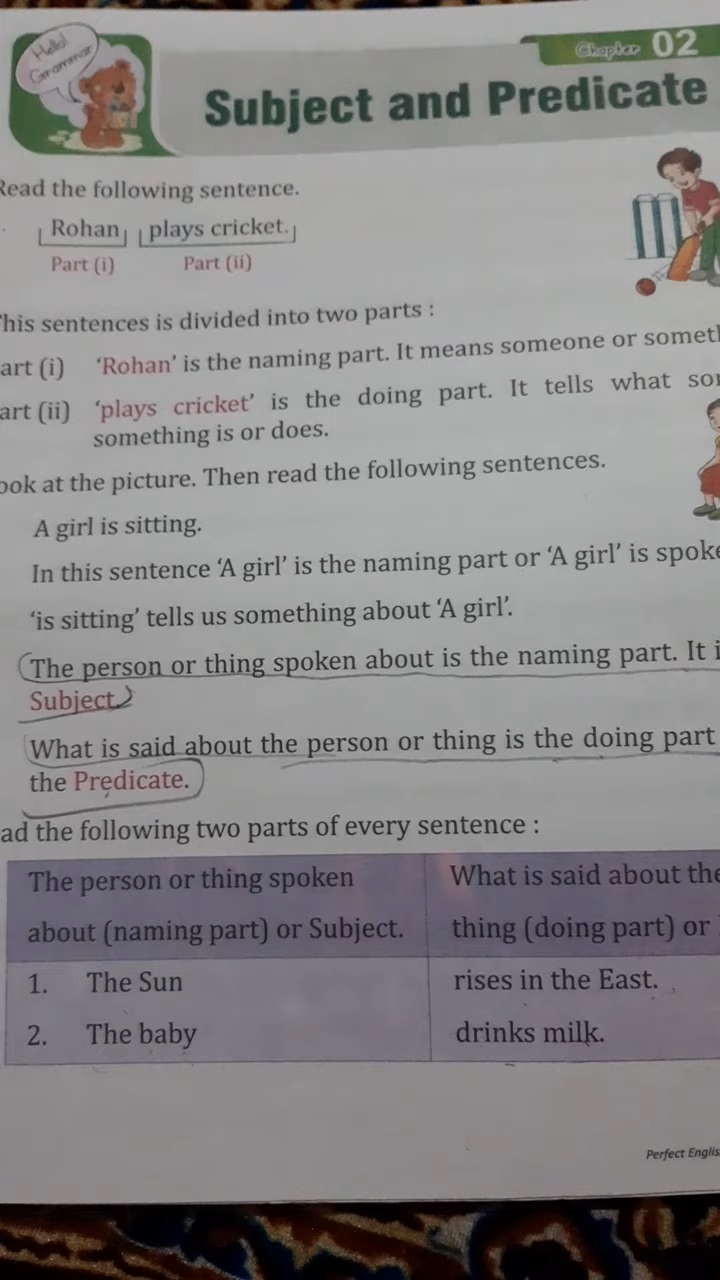 Hello!
Grammar
Chapter 02
Subject and Predicate
Read the following sentence.
Rohan plays cricket.
Part (i) Part (ii)
This sentences is divided into two parts :
art (i) 'Rohan' is the naming part. It means someone or somet
art (ii) 'plays cricket' is the doing part. It tells what so
something is or does.
ook at the picture. Then read the following sentences.
A girl is sitting.
In this sentence 'A girl' is the naming part or 'A girl' is spok
'is sitting' tells us something about 'A girl'.
The person or thing spoken about is the naming part. It i
Subject.
What is said about the person or thing is the doing part
the Predicate.
ad the following two parts of every sentence :
The person or thing spoken What is said about the
about (naming part) or Subject. thing (doing part) or
1. The Sun rises in the East.
2. The baby drinks milk.
Perfect Englis